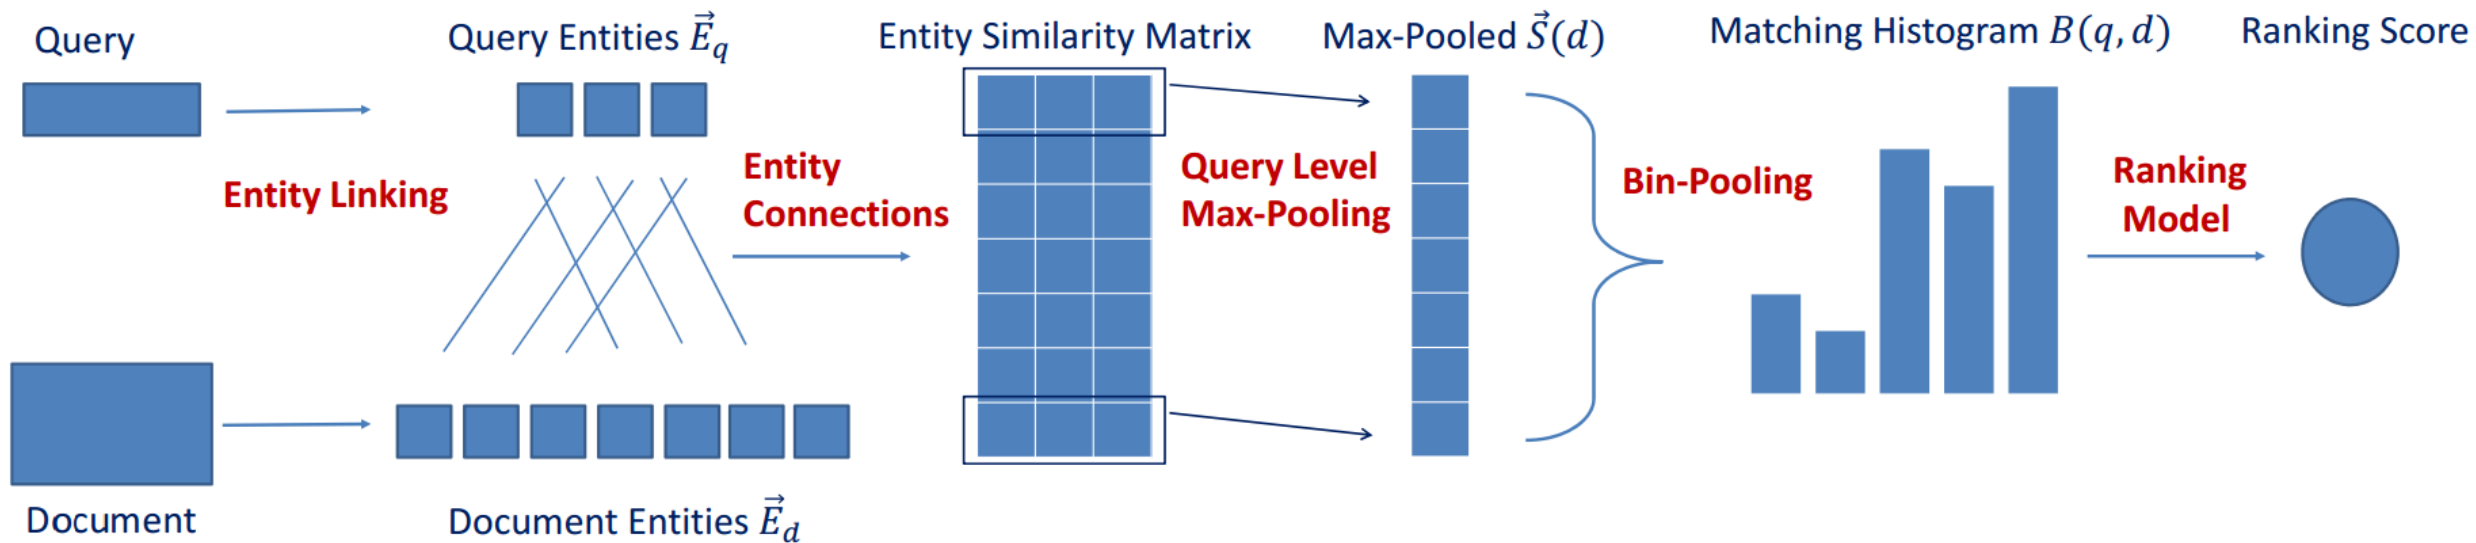 Query
Query Entities E⃗q
Entity Similarity Matrix
Max-Pooled S⃗(d)
Matching Histogram B(q, d)
Ranking Score
Entity Linking
Entity
Connections
Query Level
Max-Pooling
Bin-Pooling
Ranking
Model
Document
Document Entities E⃗d